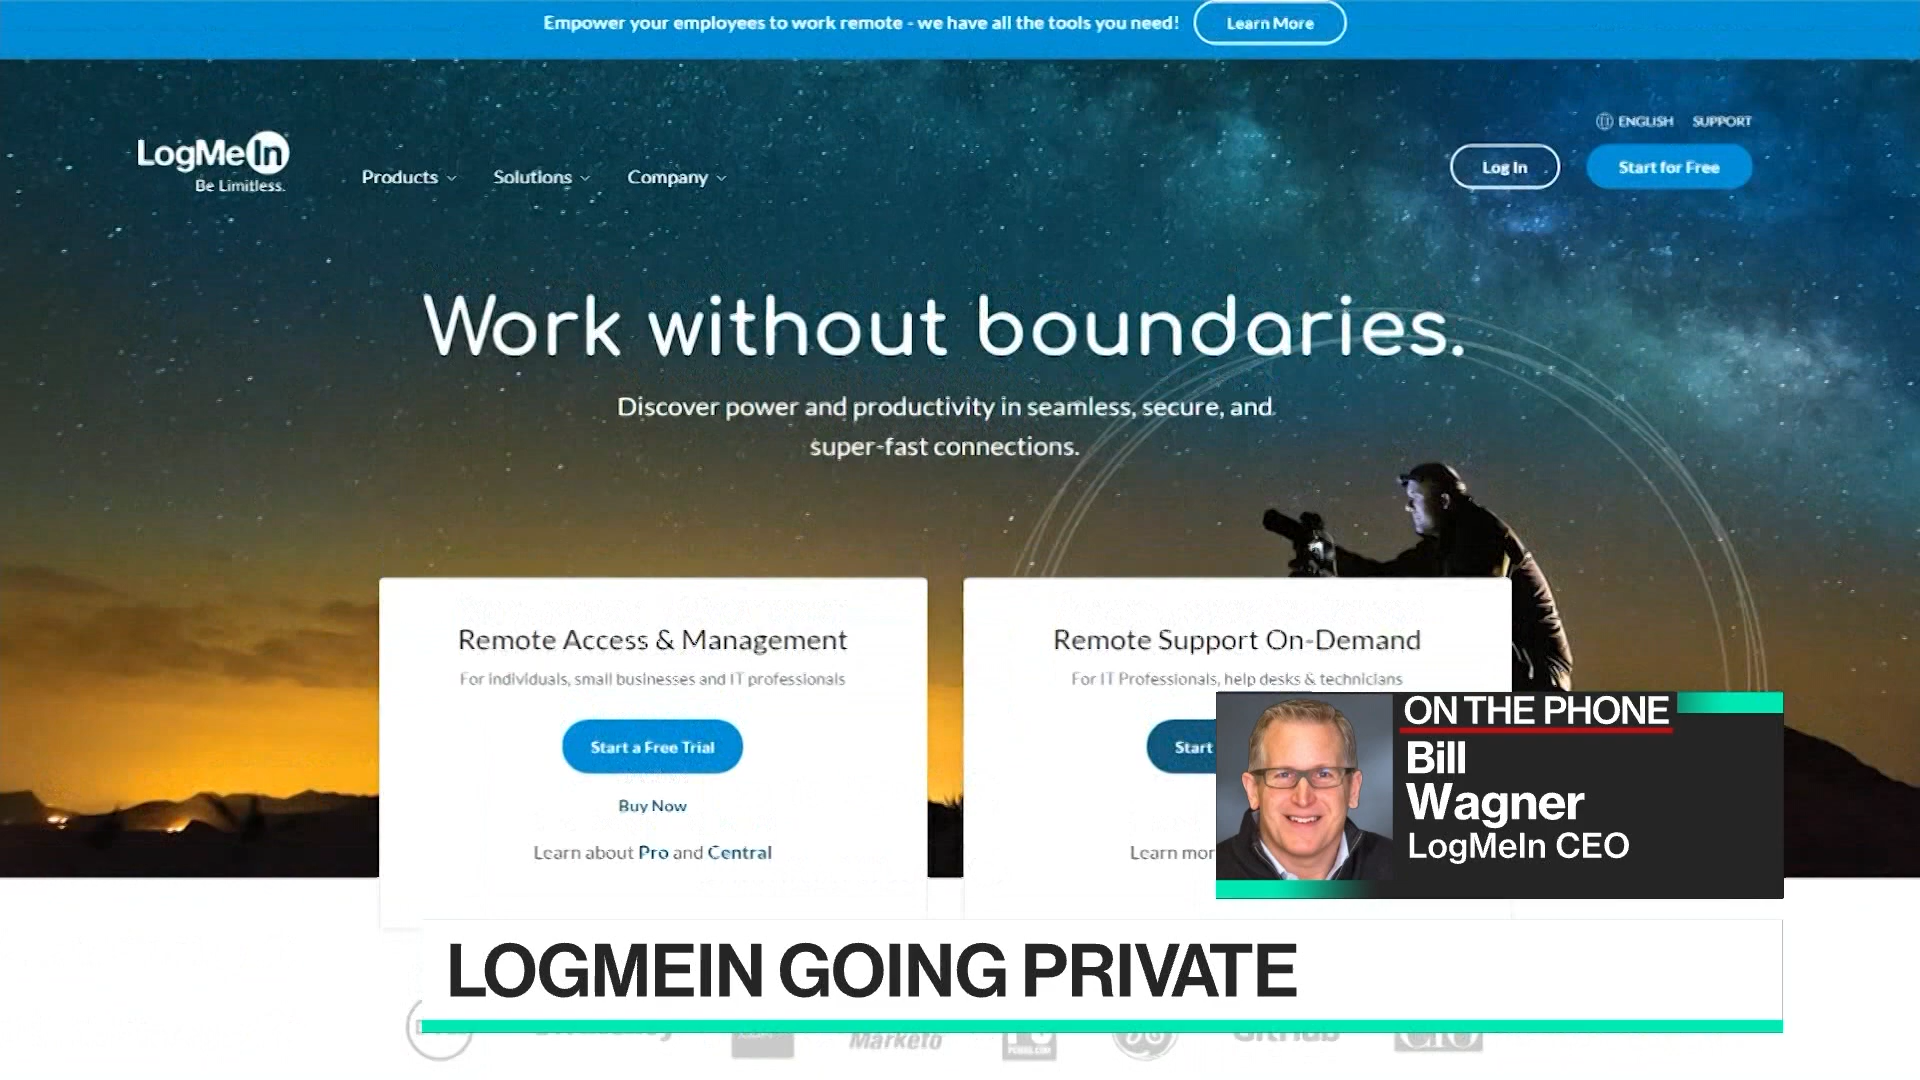 Empower your employees to work remote - we have all the tools you need!
Learn More
ENGLISH SUPPORT
LogMeIn
Be Limitless.
Products Solutions Company
Log In
Start for Free
Work without boundaries.
Discover power and productivity in seamless, secure, and
super-fast connections.
Remote Access & Management
For individuals, small businesses and IT professionals
Start a Free Trial
Buy Now
Learn about Pro and Central
Remote Support On-Demand
For IT Professionals, help desks & technicians
Start
Learn
ON THE PHONE
Bill
Wagner
LogMeIn CEO
LOGMEIN GOING PRIVATE
Marketo
GitHub
CIO